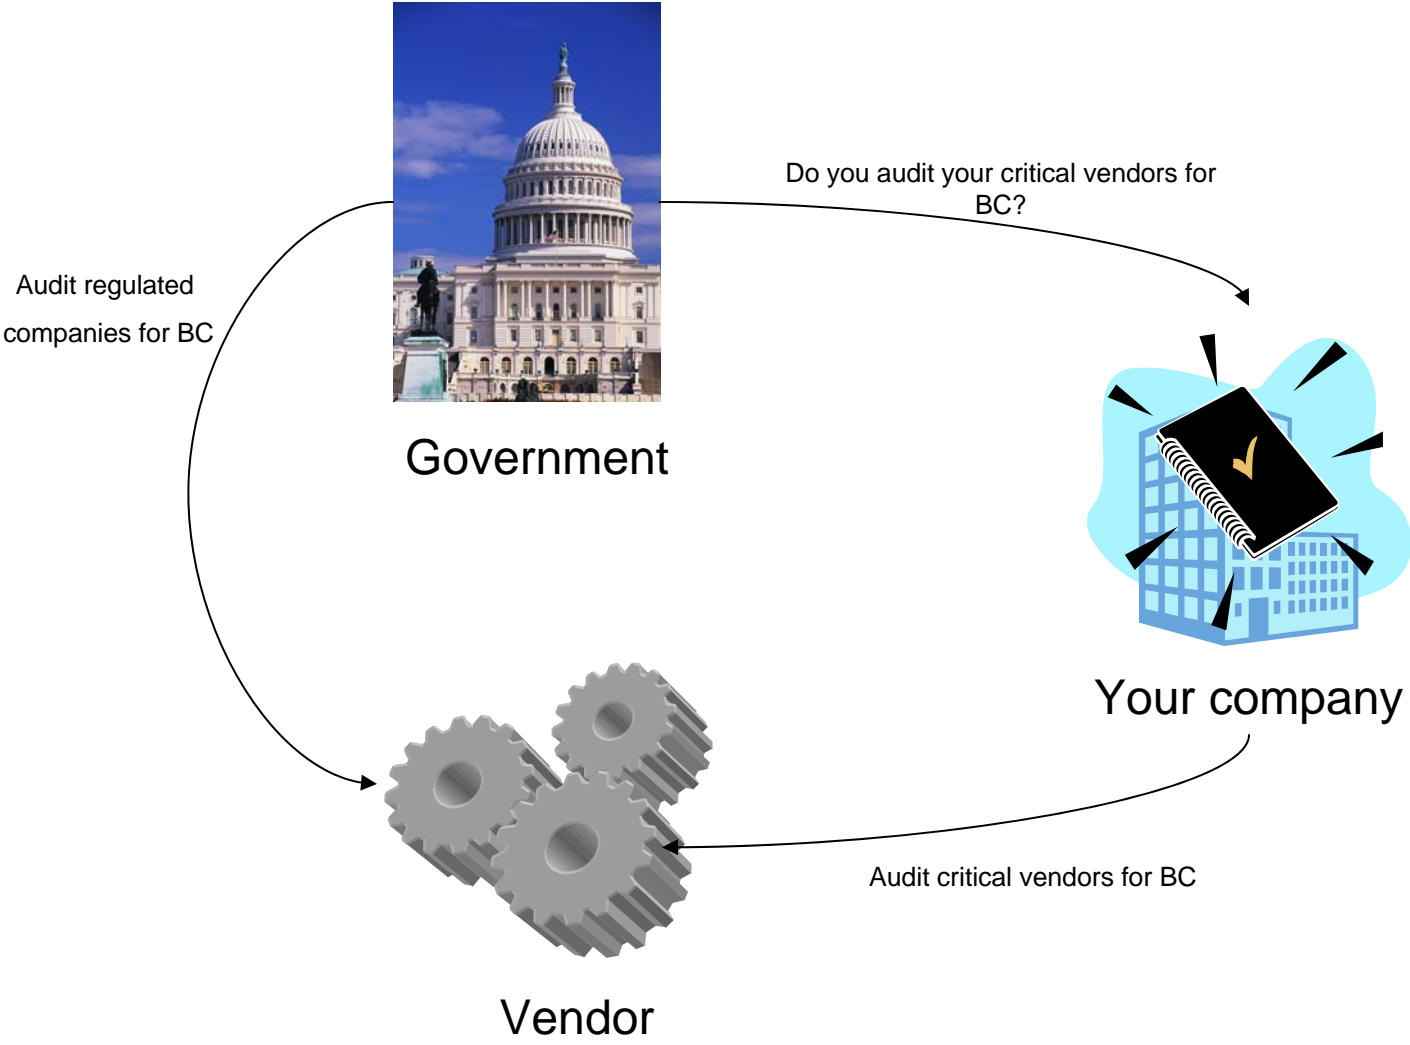 Do you audit your critical vendors for
BC?
Audit regulated
companies for BC
Government
Your company
Audit critical vendors for BC
Vendor